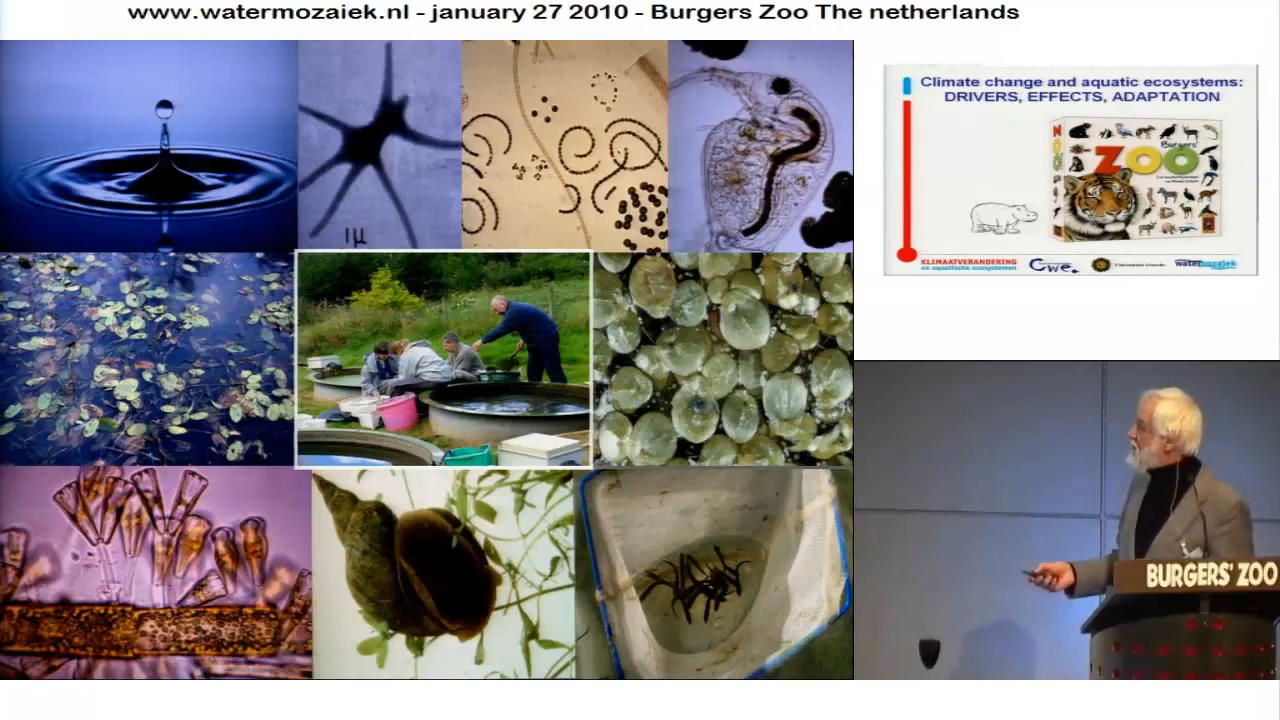 www.watermozaiek.nl - january 27 2010 - Burgers Zoo The netherlands
Climate change and aquatic ecosystems:
DRIVERS, EFFECTS, ADAPTATION
Burgers'
ZOO
KLIMAATVERANDERING
en aquatische ecosystemen
Cwe.
watermozaiek
1μ
BURGERS' ZOO